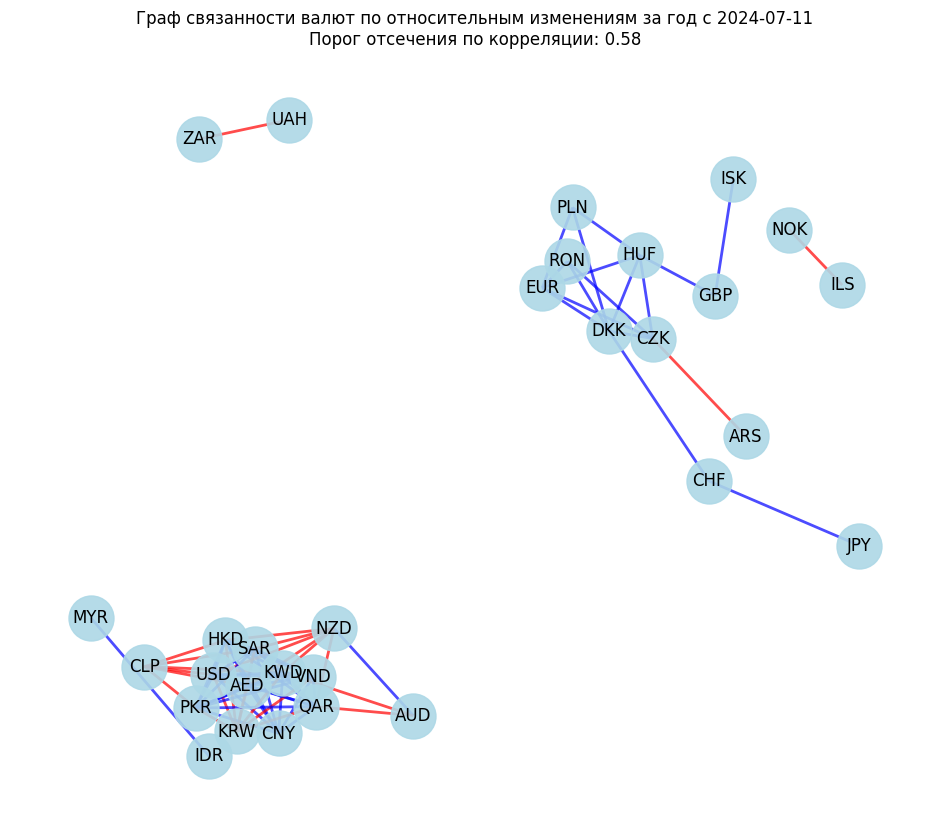 Граф связанности валют по относительным изменениям за год с 2024-07-11
Порог отсечения по корреляции: 0.58
UAH
ZAR
ISK
PLN
NOK
HUF
RON
ILS
EUR
GBP
DKK
CZK
ARS
CHF
JPY
MYR
NZD
HKD
SAR
CLP
KWD
USD
VND
AED
QAR
PKR
AUD
KRW
CNY
IDR